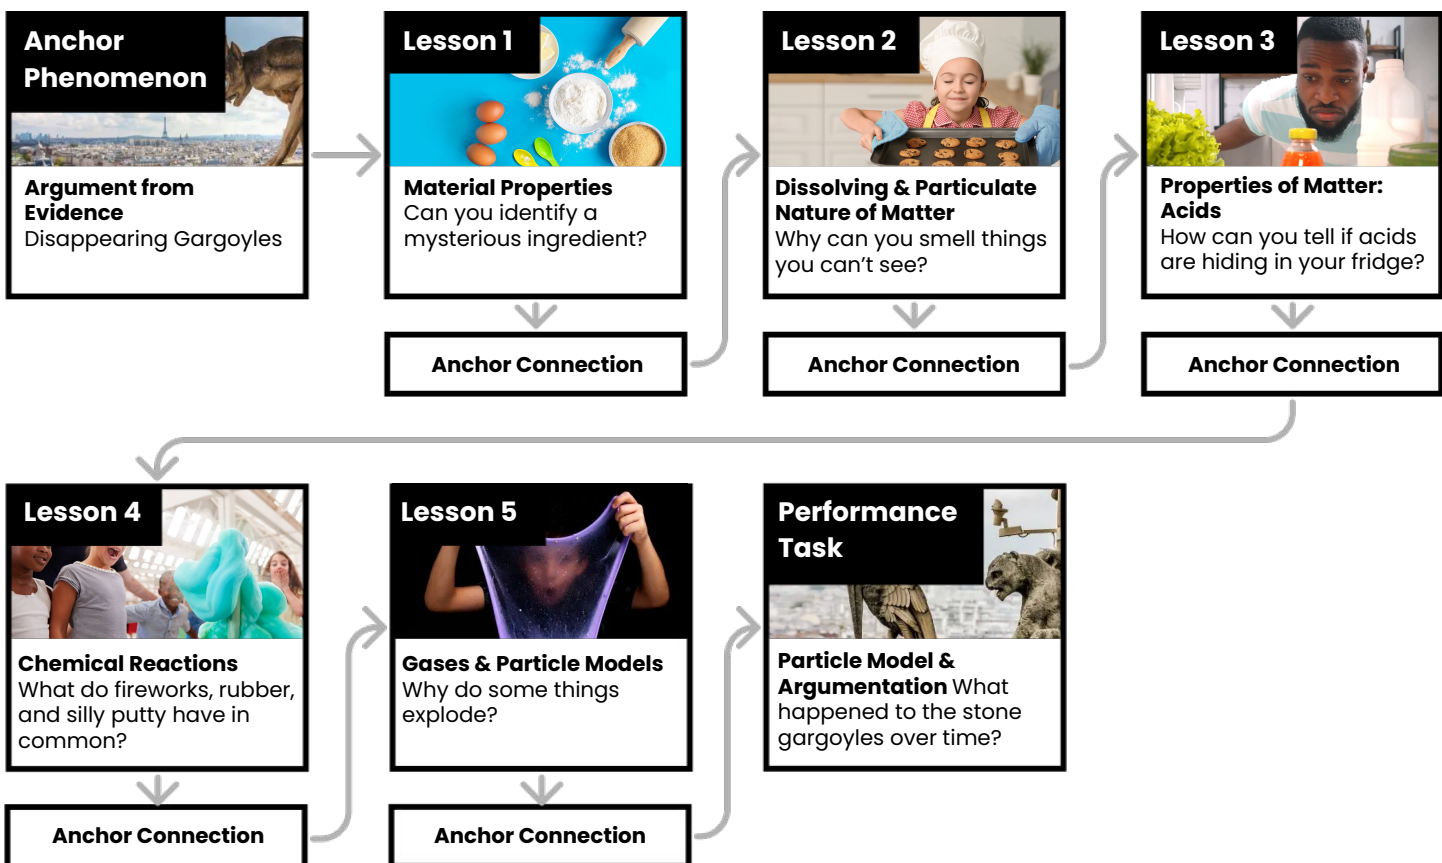 Anchor
Phenomenon
Argument from
Evidence
Disappearing Gargoyles
Lesson 1
Material Properties
Can you identify a
mysterious ingredient?
Anchor Connection
Lesson 2
Dissolving & Particulate
Nature of Matter
Why can you smell things
you can't see?
Anchor Connection
Lesson 3
Properties of Matter:
Acids
How can you tell if acids
are hiding in your fridge?
Anchor Connection
Lesson 4
Chemical Reactions
What do fireworks, rubber,
and silly putty have in
common?
Anchor Connection
Lesson 5
Gases & Particle Models
Why do some things
explode?
Anchor Connection
Performance
Task
Particle Model &
Argumentation What
happened to the stone
gargoyles over time?